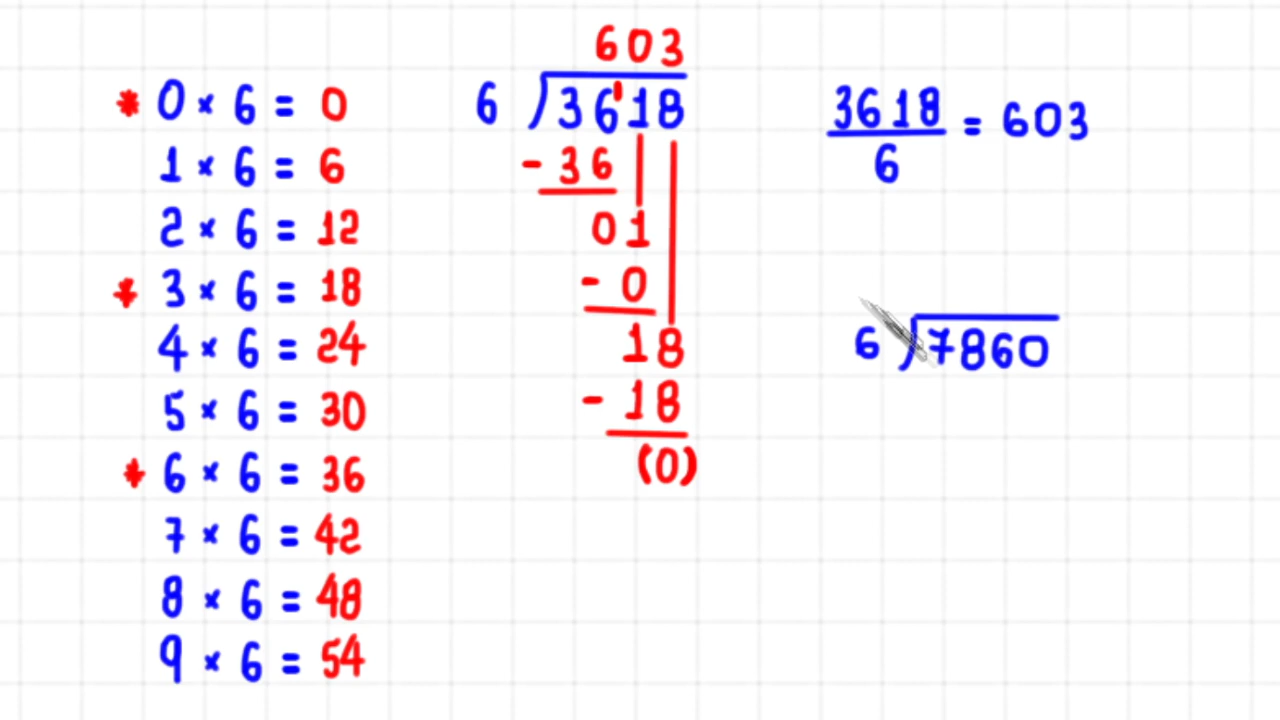 * 0 × 6 = 0
1 × 6 = 6
2 × 6 = 12
* 3 × 6 = 18
4 × 6 = 24
5 × 6 = 30
* 6 × 6 = 36
7 × 6 = 42
8 × 6 = 48
9 × 6 = 54
603
6 ) 36'18
- 36
01
- 0
18
- 18
(0)
3618
= 603
6
6 ) 7860